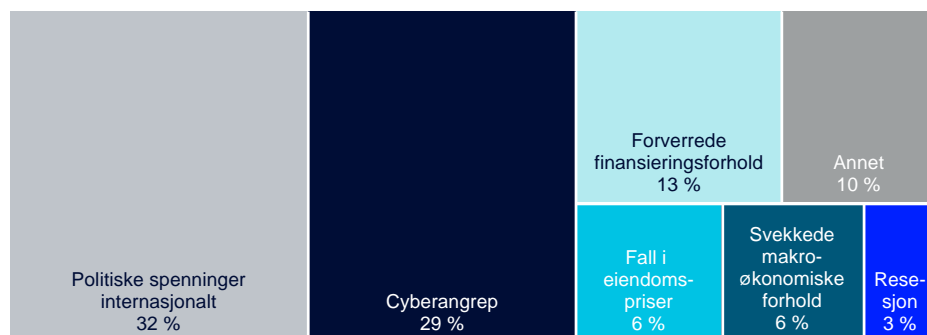 Politiske spenninger
internasjonalt
32 %
Cyberangrep
29 %
Forverrede
finansieringsforhold
13 %
Annet
10 %
Fall i
eiendoms-
priser
6 %
Svekkede
makro-
økonomiske
forhold
6 %
Rese-
sjon
3 %